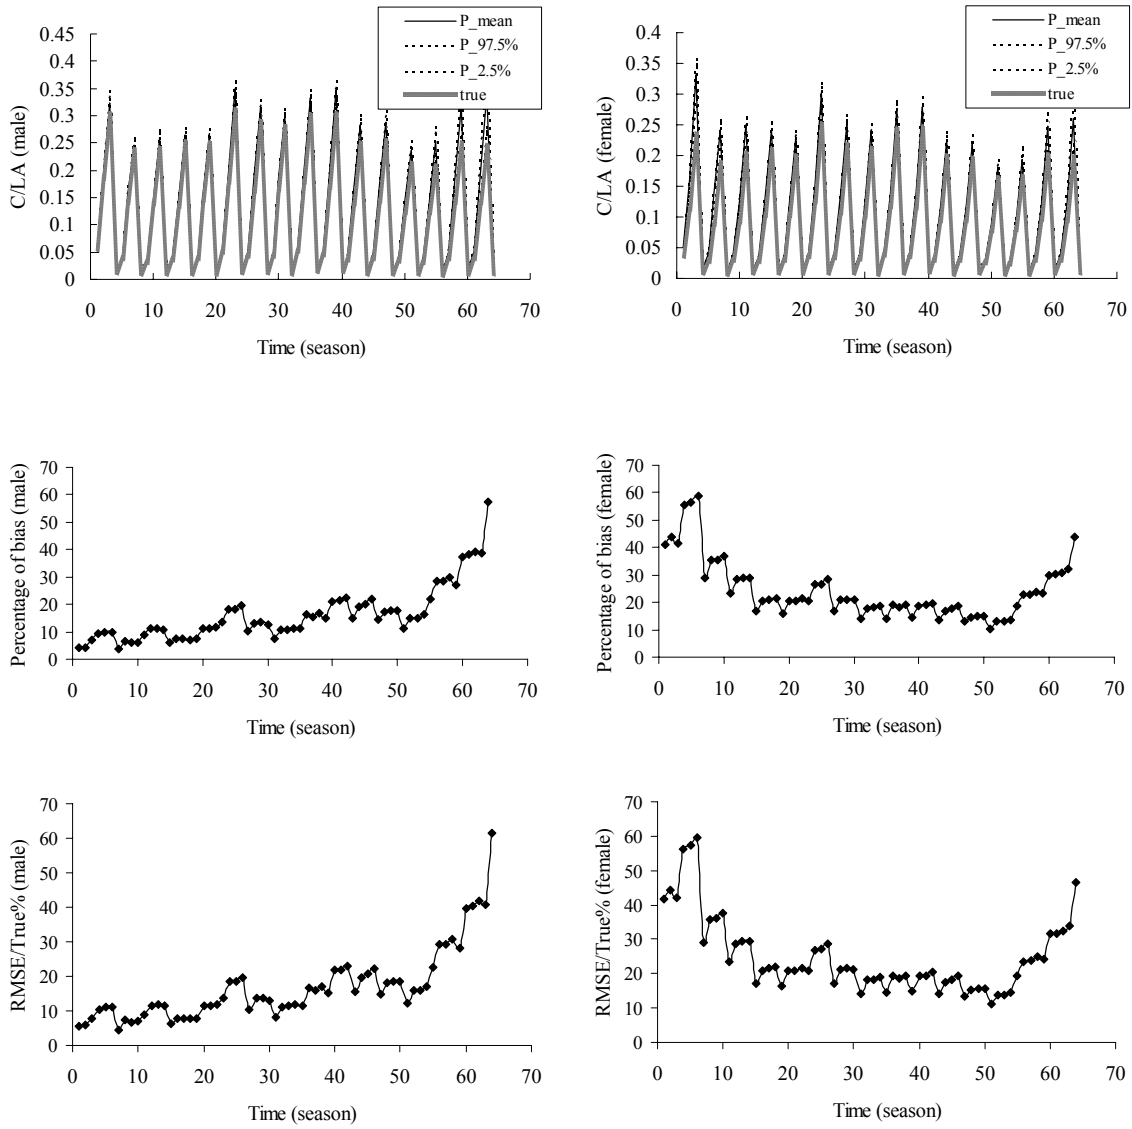 P_mean
P_97.5%
P_2.5%
true
0.45
0.4
0.35
0.3
0.25
0.2
0.15
0.1
0.05
0
C/LA (male)
0 10 20 30 40 50 60 70
Time (season)
P_mean
P_97.5%
P_2.5%
true
0.4
0.35
0.3
0.25
0.2
0.15
0.1
0.05
0
C/LA (female)
0 10 20 30 40 50 60 70
Time (season)
70
60
50
40
30
20
10
0
Percentage of bias (male)
0 10 20 30 40 50 60 70
Time (season)
70
60
50
40
30
20
10
0
Percentage of bias (female)
0 10 20 30 40 50 60 70
Time (season)
70
60
50
40
30
20
10
0
RMSE/True% (male)
0 10 20 30 40 50 60 70
Time (season)
70
60
50
40
30
20
10
0
RMSE/True% (female)
0 10 20 30 40 50 60 70
Time (season)